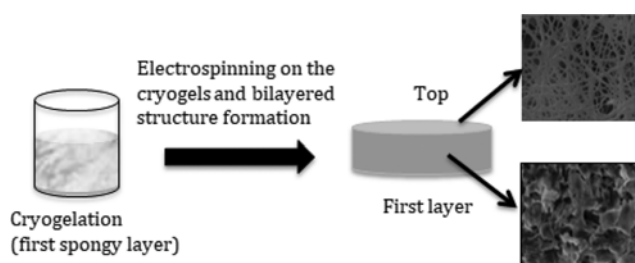 Electrospinning on the
cryogels and bilayered
structure formation
Top
Cryogelation
(first spongy layer)
First layer